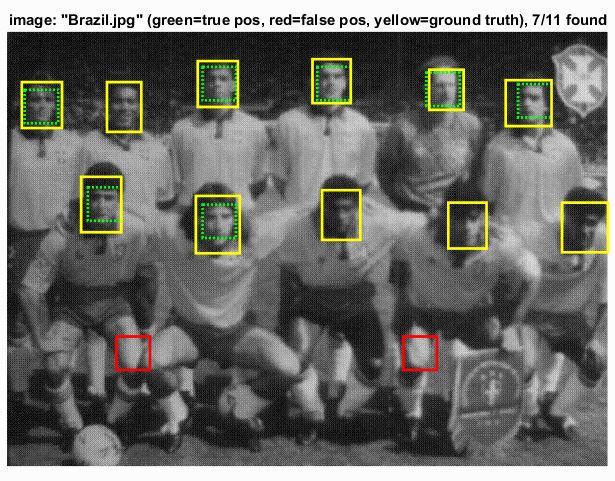 image: "Brazil.jpg" (green=true pos, red=false pos, yellow=ground truth), 7/11 found